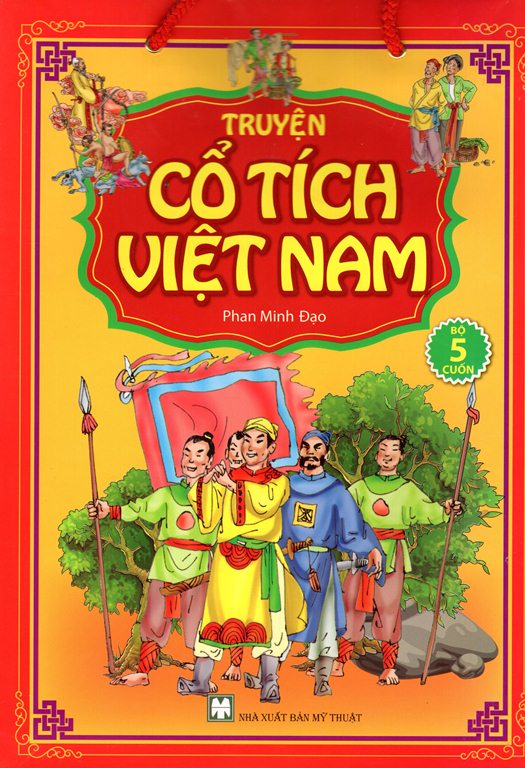 TRUYỆN
CỔ TÍCH
VIỆT NAM
Phan Minh Đạo
BỘ
5
CUỐN
NHÀ XUẤT BẢN MỸ THUẬT